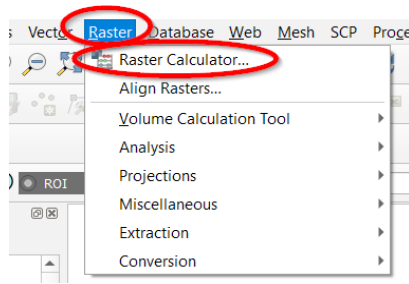 s Vector Raster Database Web Mesh SCP Proce
Raster Calculator...
Align Rasters...
Volume Calculation Tool
Analysis
ROI
Projections
Miscellaneous
Extraction
Conversion